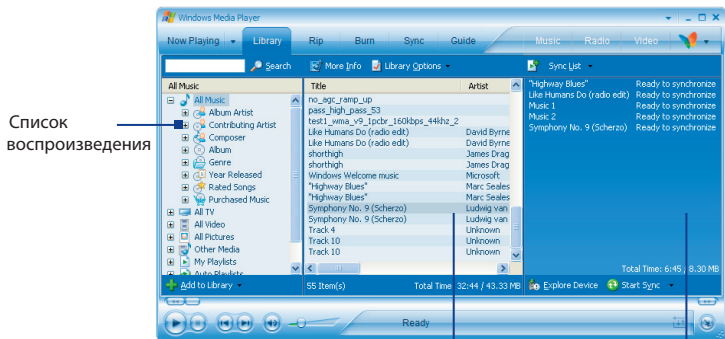 Windows Media Player
Now Playing Library Rip Burn Sync Guide Music Radio Video
Search More Info Library Options Sync List
All Music
All Music
Album Artist
Contributing Artist
Composer
Album
Genre
Year Released
Rated Songs
Purchased Music
All TV
All Video
All Pictures
Other Media
My Playlists
Auto Playlists
Add to Library
Title Artist
no_agc_ramp_up
pass_high_pass_53
test1_wma_v9_1pcbr_160kbps_44khz_2
Like Humans Do (radio edit) David Byrne
Like Humans Do (radio edit) David Byrne
shorthigh James Drag
shorthigh James Drag
Windows Welcome music Microsoft
"Highway Blues" Marc Seales
"Highway Blues" Marc Seales
Symphony No. 9 (Scherzo) Ludwig van
Symphony No. 9 (Scherzo) Ludwig van
Track 4 Unknown
Track 10 Unknown
Track 10 Unknown
55 Item(s) Total Time 32:44 / 43.33 MB
"Highway Blues" Ready to synchronize
Like Humans Do (radio edit) Ready to synchronize
Music 1 Ready to synchronize
Music 2 Ready to synchronize
Symphony No. 9 (Scherzo) Ready to synchronize
Total Time: 6:45 / 8.30 MB
Explore Device Start Sync
Ready
Список
воспроизведения